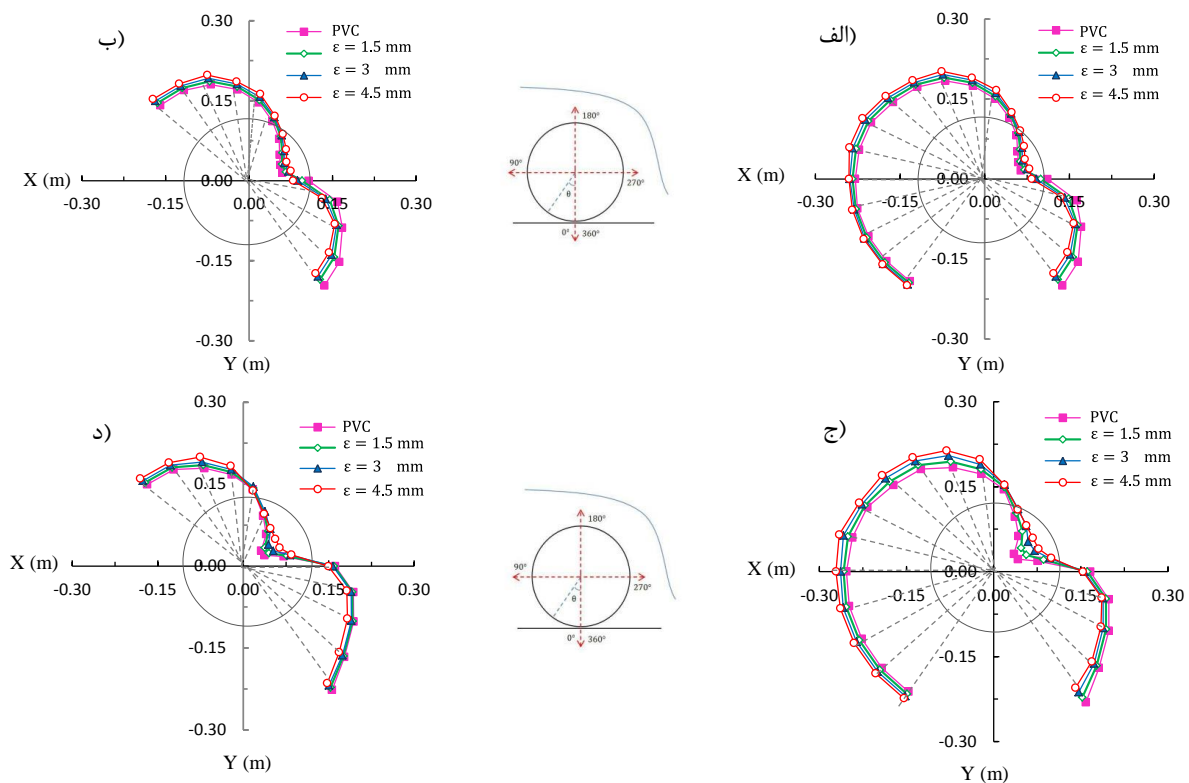 الف)
0.30
0.15
0.00
-0.15
-0.30
-0.30
-0.15
0.00
0.15
0.30
X (m)
Y (m)
PVC
ε = 1.5 mm
ε = 3 mm
ε = 4.5 mm
180°
90°
270°
θ
0°
360°
ب)
0.30
0.15
0.00
-0.15
-0.30
-0.30
-0.15
0.00
0.15
0.30
X (m)
Y (m)
PVC
ε = 1.5 mm
ε = 3 mm
ε = 4.5 mm
ج)
0.30
0.15
0.00
-0.15
-0.30
-0.30
-0.15
0.00
0.15
0.30
X (m)
Y (m)
PVC
ε = 1.5 mm
ε = 3 mm
ε = 4.5 mm
180°
90°
270°
θ
0°
360°
د)
0.30
0.15
0.00
-0.15
-0.30
-0.30
-0.15
0.00
0.15
0.30
X (m)
Y (m)
PVC
ε = 1.5 mm
ε = 3 mm
ε = 4.5 mm